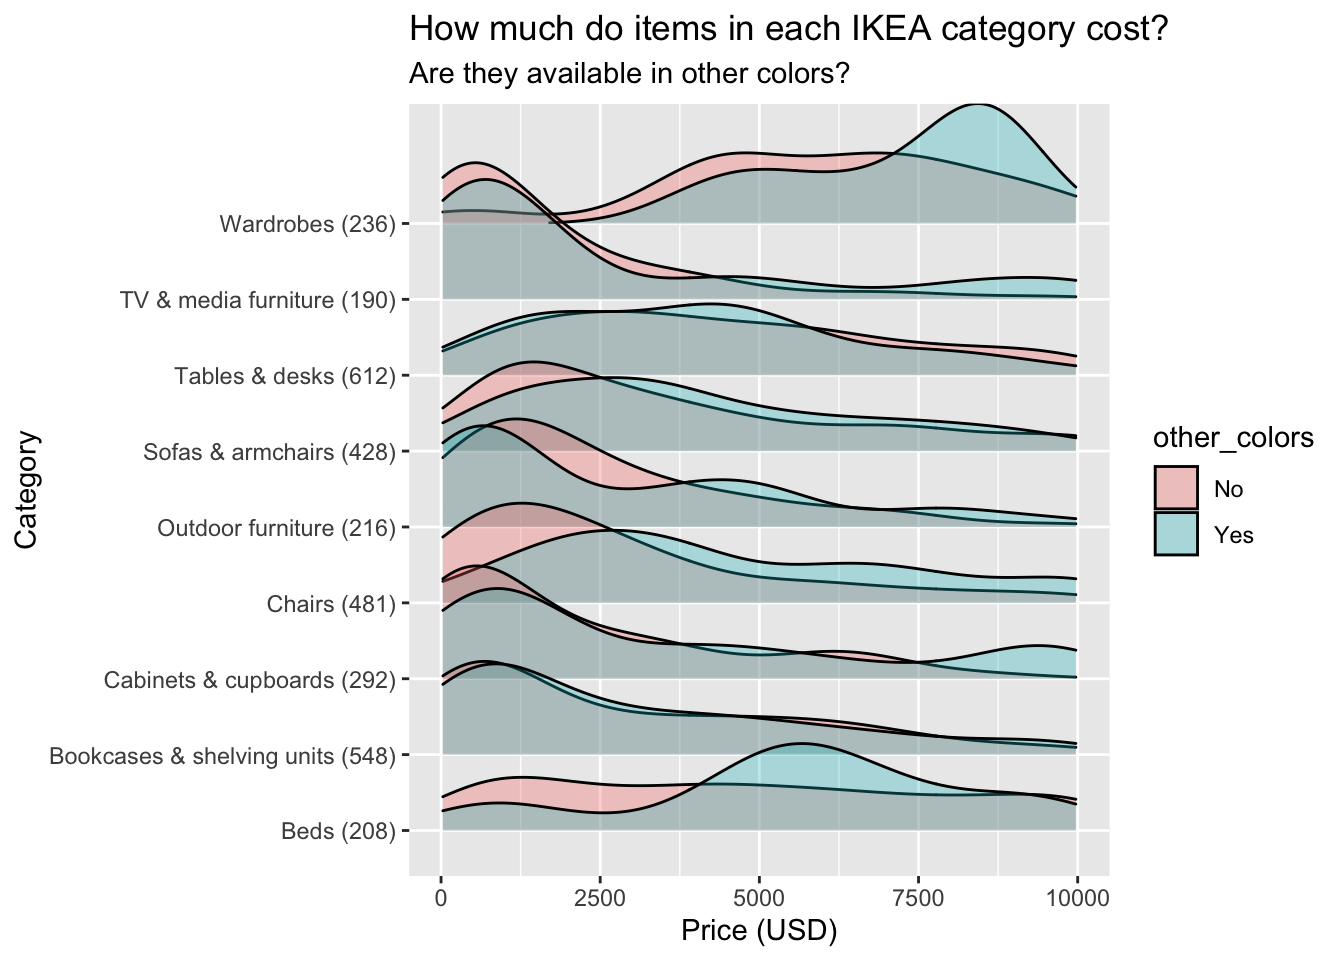 How much do items in each IKEA category cost?
Are they available in other colors?
Category
Wardrobes (236)
TV & media furniture (190)
Tables & desks (612)
Sofas & armchairs (428)
Outdoor furniture (216)
Chairs (481)
Cabinets & cupboards (292)
Bookcases & shelving units (548)
Beds (208)
0 2500 5000 7500 10000
Price (USD)
other_colors
No
Yes